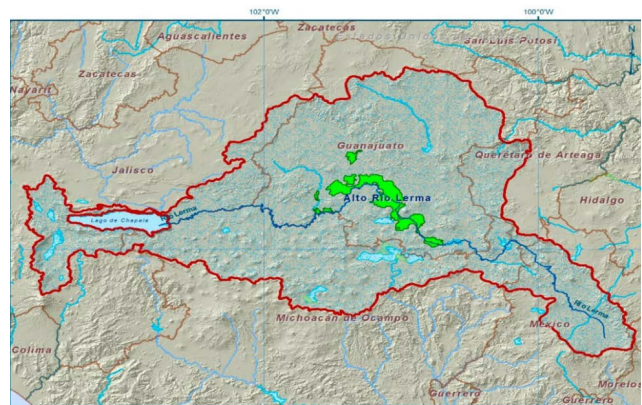 102°0'W
100°0'W
N
Zacatecas
Aguascalientes
San Luis Potosí
Zacatecas
Nayarit
Jalisco
Guanajuato
Querétaro de Arteaga
Hidalgo
Alto Río Lerma
Lago de Chapala
Río Lerma
Río Lerma
México
Michoacán de Ocampo
Colima
Morelos
Guerrero
Guerrero